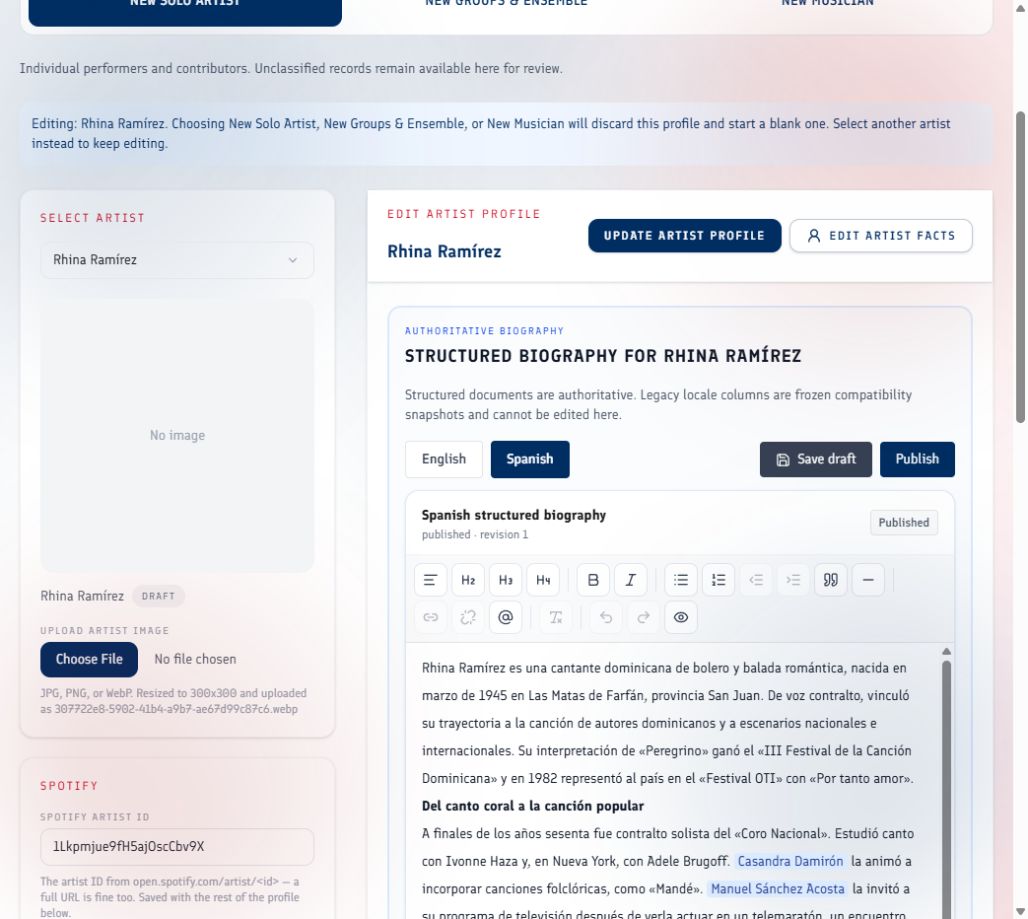 NEW SOLO ARTIST
NEW GROUPS & ENSEMBLE
NEW MUSICIAN
Individual performers and contributors. Unclassified records remain available here for review.
Editing: Rhina Ramírez. Choosing New Solo Artist, New Groups & Ensemble, or New Musician will discard this profile and start a blank one. Select another artist
instead to keep editing.
SELECT ARTIST
Rhina Ramírez
No image
Rhina Ramírez DRAFT
UPLOAD ARTIST IMAGE
Choose File No file chosen
JPG, PNG, or WebP. Resized to 300x300 and uploaded
as 307722e8-5902-41b4-a9b7-ae67d99c87c6.webp
SPOTIFY
SPOTIFY ARTIST ID
1Lkpmjue9fH5ajOscCbv9X
The artist ID from open.spotify.com/artist/<id> — a
full URL is fine too. Saved with the rest of the profile
below.
EDIT ARTIST PROFILE
Rhina Ramírez
UPDATE ARTIST PROFILE
EDIT ARTIST FACTS
AUTHORITATIVE BIOGRAPHY
STRUCTURED BIOGRAPHY FOR RHINA RAMÍREZ
Structured documents are authoritative. Legacy locale columns are frozen compatibility
snapshots and cannot be edited here.
English Spanish Save draft Publish
Spanish structured biography
published · revision 1
Published
H2 H3 H4 B I
Rhina Ramírez es una cantante dominicana de bolero y balada romántica, nacida en
marzo de 1945 en Las Matas de Farfán, provincia San Juan. De voz contralto, vinculó
su trayectoria a la canción de autores dominicanos y a escenarios nacionales e
internacionales. Su interpretación de «Peregrino» ganó el «III Festival de la Canción
Dominicana» y en 1982 representó al país en el «Festival OTI» con «Por tanto amor».
Del canto coral a la canción popular
A finales de los años sesenta fue contralto solista del «Coro Nacional». Estudió canto
con Ivonne Haza y, en Nueva York, con Adele Brugoff. Casandra Damirón la animó a
incorporar canciones folclóricas, como «Mandé». Manuel Sánchez Acosta la invitó a
su programa de televisión después de verla actuar en un telemaratón, un encuentro